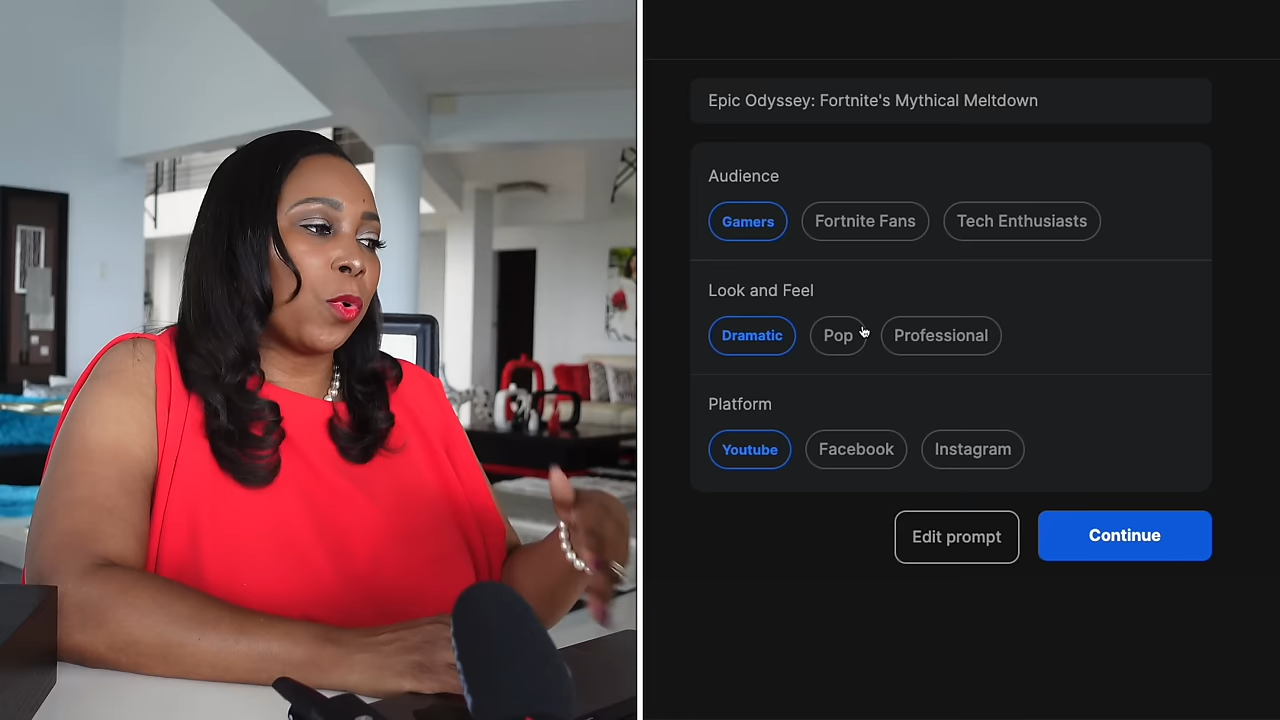 Epic Odyssey: Fortnite's Mythical Meltdown
Audience
Gamers Fortnite Fans Tech Enthusiasts
Look and Feel
Dramatic Pop Professional
Platform
Youtube Facebook Instagram
Edit prompt Continue